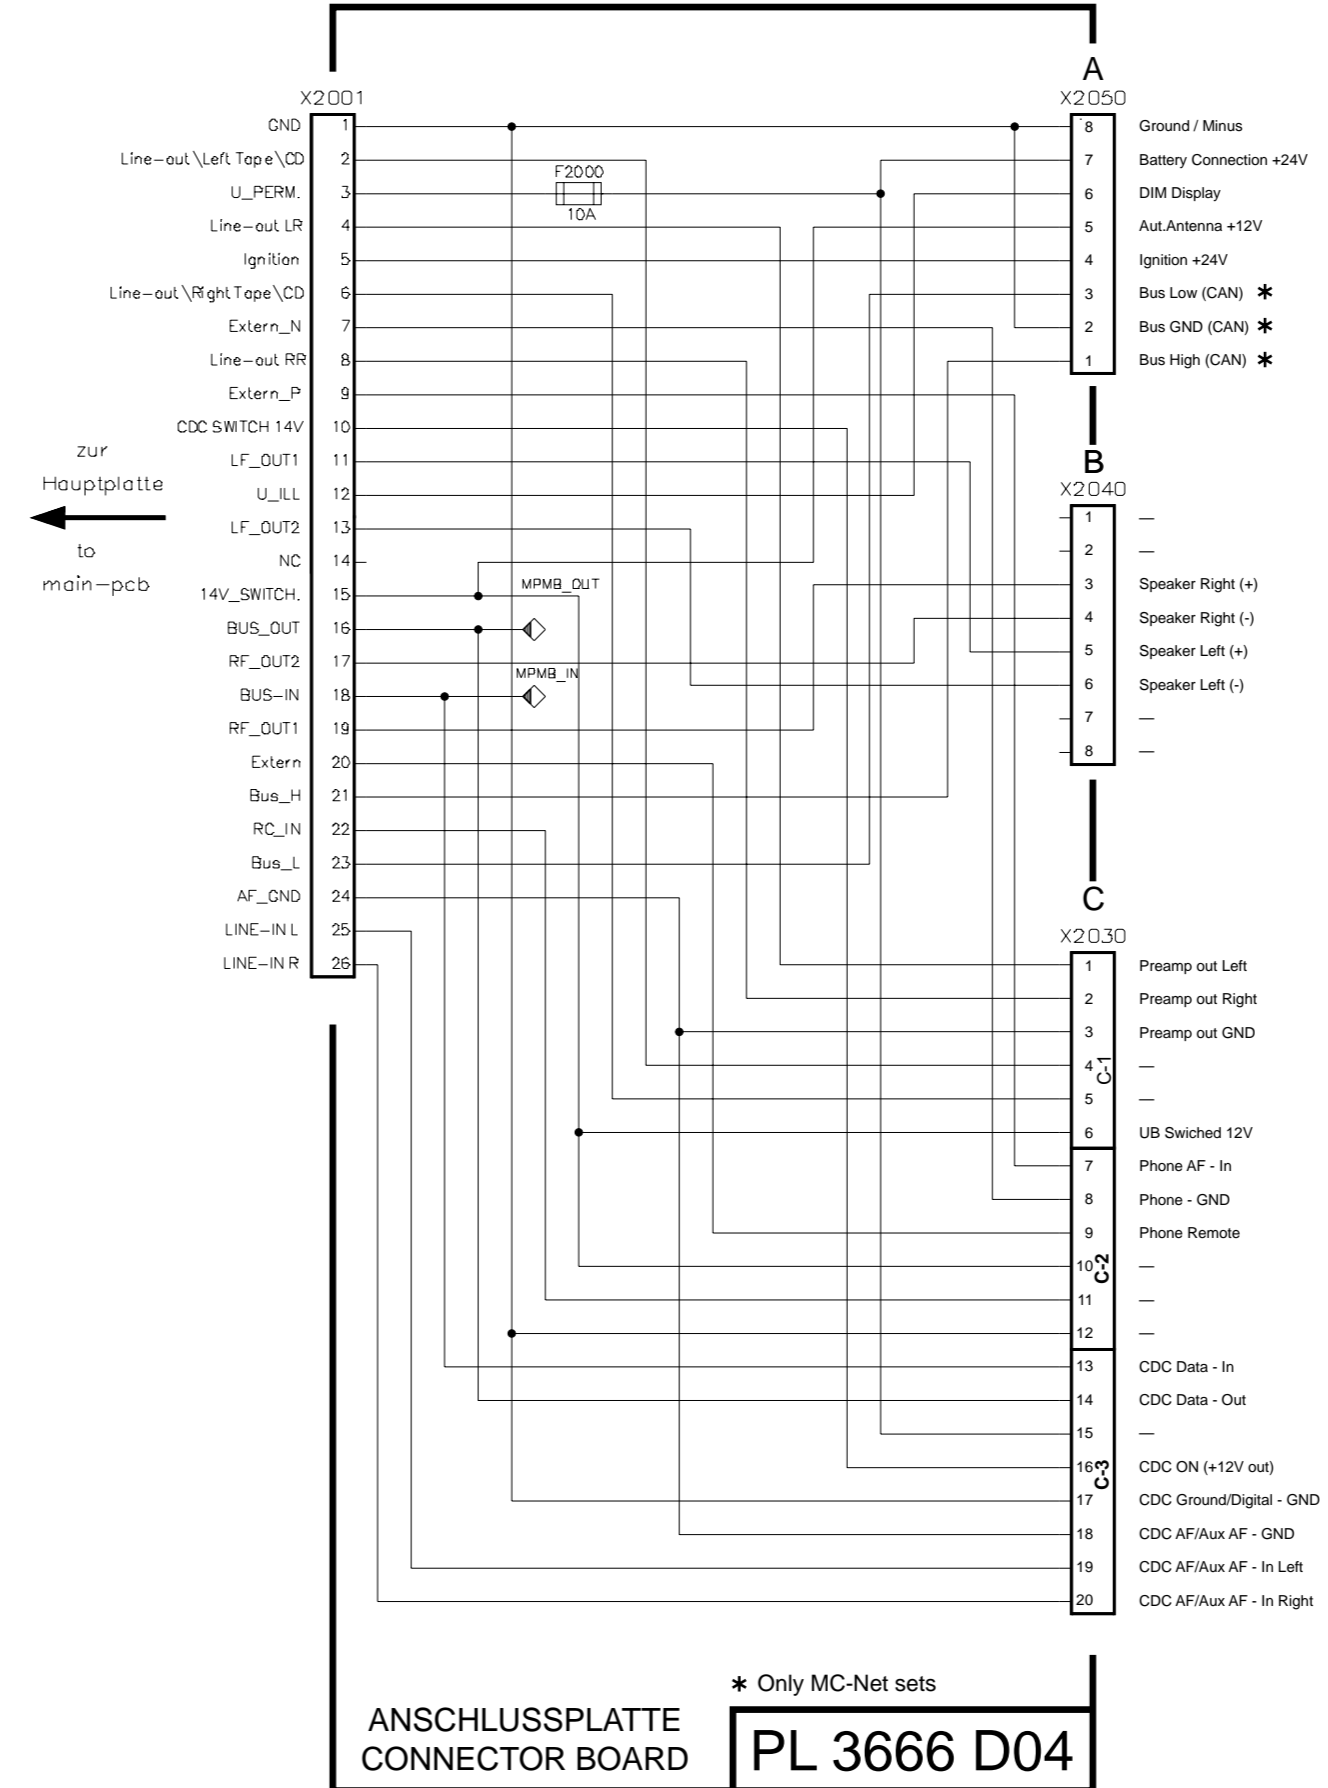 A
X2001
X2050
GND 1
Line-out\Left Tape\CD 2
U_PERM. 3
Line-out LR 4
Ignition 5
Line-out\Right Tape\CD 6
Extern_N 7
Line-out RR 8
Extern_P 9
CDC SWITCH 14V 10
LF_OUT1 11
U_ILL 12
LF_OUT2 13
NC 14
14V_SWITCH. 15
BUS_OUT 16
RF_OUT2 17
BUS-IN 18
RF_OUT1 19
Extern 20
Bus_H 21
RC_IN 22
Bus_L 23
AF_GND 24
LINE-IN L 25
LINE-IN R 26
zur
Hauptplatte
to
main-pcb
F2000
10A
MPMB_OUT
MPMB_IN
8 Ground / Minus
7 Battery Connection +24V
6 DIM Display
5 Aut.Antenna +12V
4 Ignition +24V
3 Bus Low (CAN) *
2 Bus GND (CAN) *
1 Bus High (CAN) *
B
X2040
1 —
2 —
3 Speaker Right (+)
4 Speaker Right (-)
5 Speaker Left (+)
6 Speaker Left (-)
7 —
8 —
C
X2030
1 Preamp out Left
2 Preamp out Right
3 Preamp out GND
4 —
C-1
5 —
6 UB Swiched 12V
7 Phone AF - In
8 Phone - GND
9 Phone Remote
10 —
C-2
11 —
12 —
13 CDC Data - In
14 CDC Data - Out
15 —
16 CDC ON (+12V out)
C-3
17 CDC Ground/Digital - GND
18 CDC AF/Aux AF - GND
19 CDC AF/Aux AF - In Left
20 CDC AF/Aux AF - In Right
* Only MC-Net sets
ANSCHLUSSPLATTE
CONNECTOR BOARD
PL 3666 D04